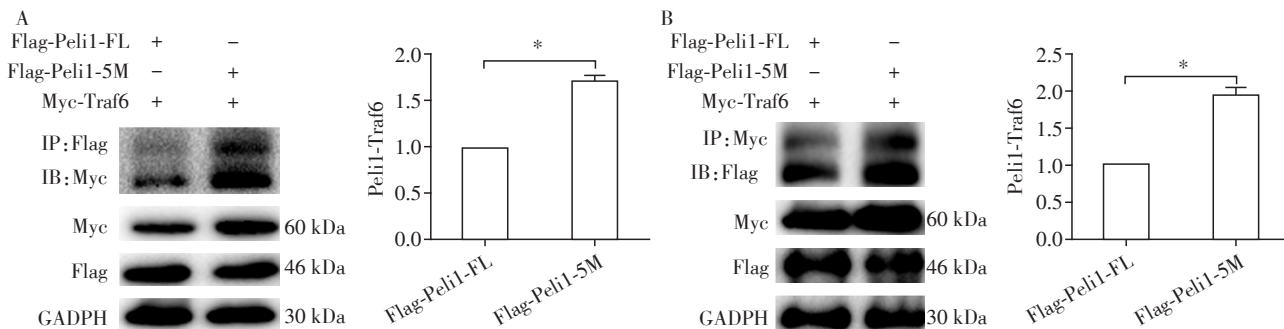 A
Flag-Peli1-FL + −
Flag-Peli1-5M − +
Myc-Traf6 + +
IP:Flag
IB:Myc
Myc 60 kDa
Flag 46 kDa
GADPH 30 kDa
Peli1-Traf6
2.0
1.5
1.0
0.5
0.0
*
Flag-Peli1-FL
Flag-Peli1-5M
B
Flag-Peli1-FL + −
Flag-Peli1-5M − +
Myc-Traf6 + +
IP:Myc
IB:Flag
Myc 60 kDa
Flag 46 kDa
GADPH 30 kDa
Peli1-Traf6
2.5
2.0
1.5
1.0
0.5
0.0
*
Flag-Peli1-FL
Flag-Peli1-5M